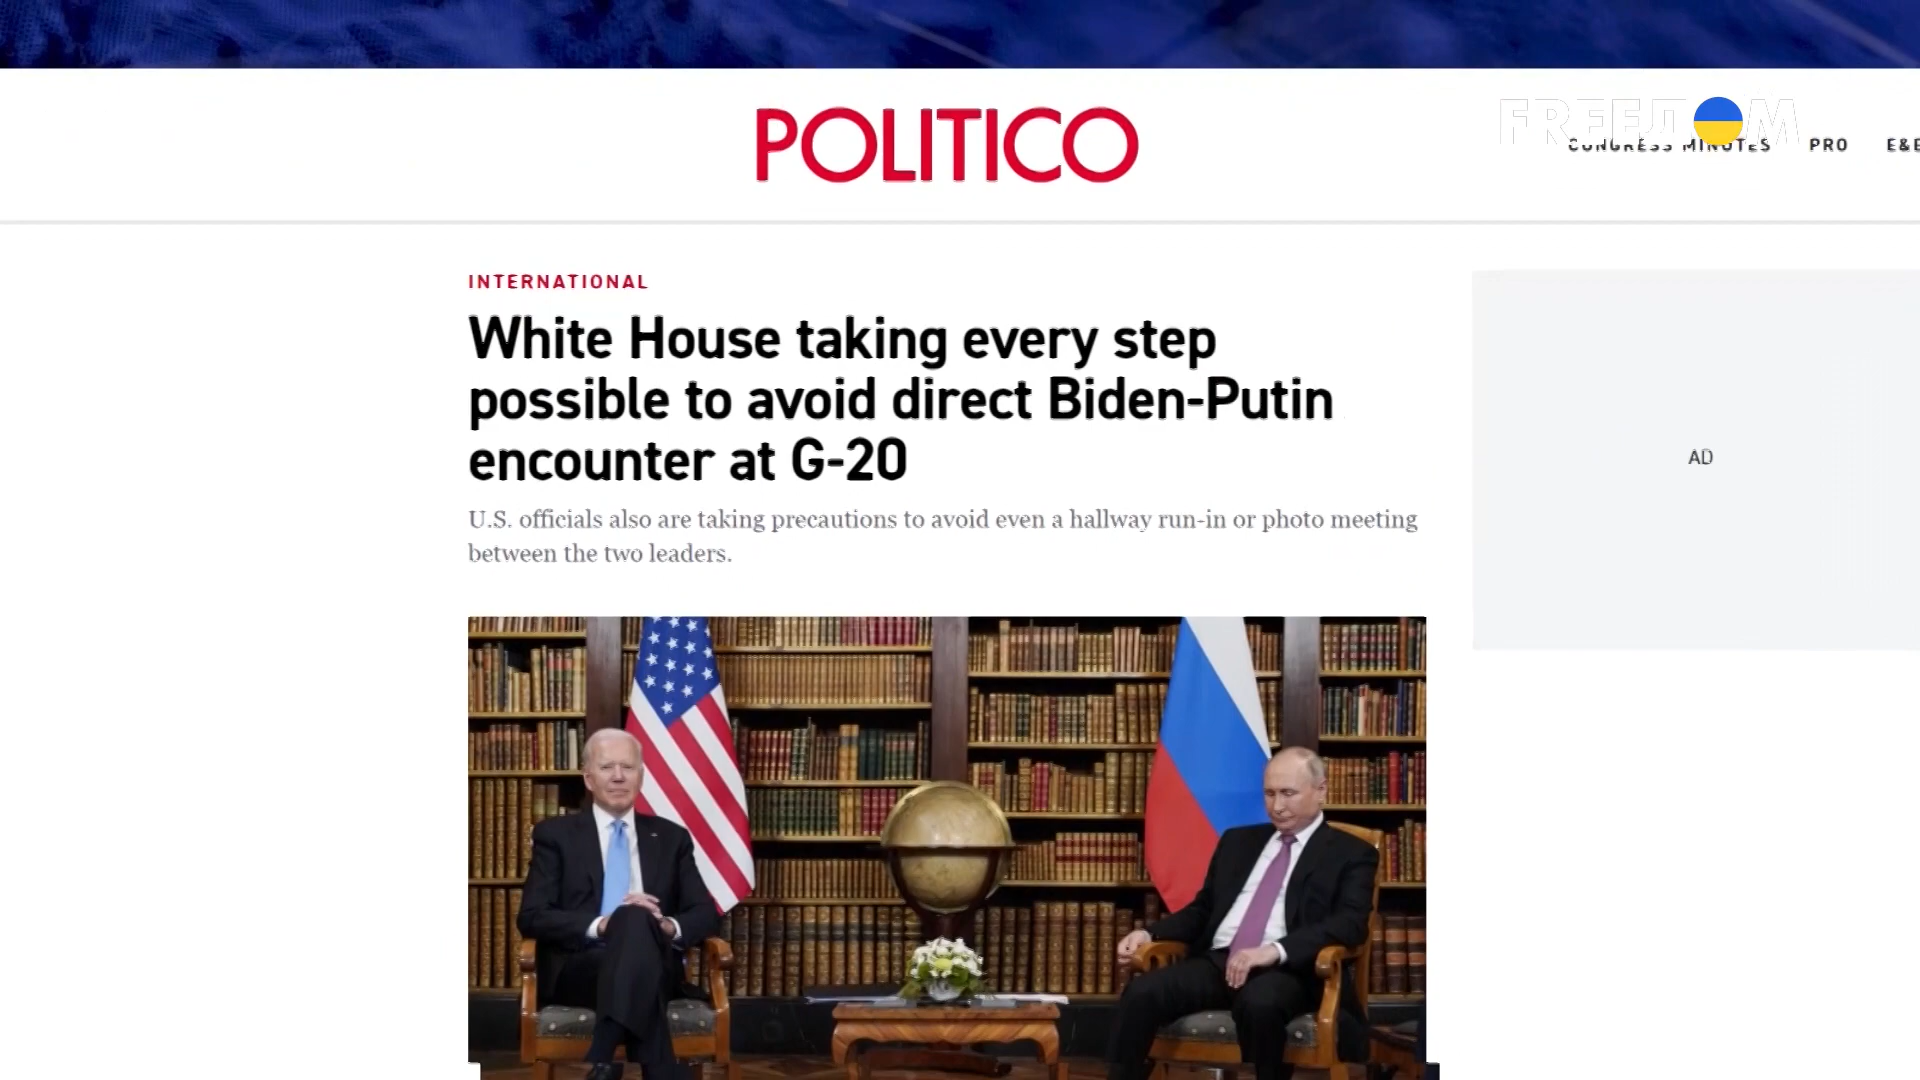 POLITICO
FREEДOM
CONGRESS MINUTES PRO E&E
INTERNATIONAL
White House taking every step
possible to avoid direct Biden-Putin
encounter at G-20
U.S. officials also are taking precautions to avoid even a hallway run-in or photo meeting
between the two leaders.
AD